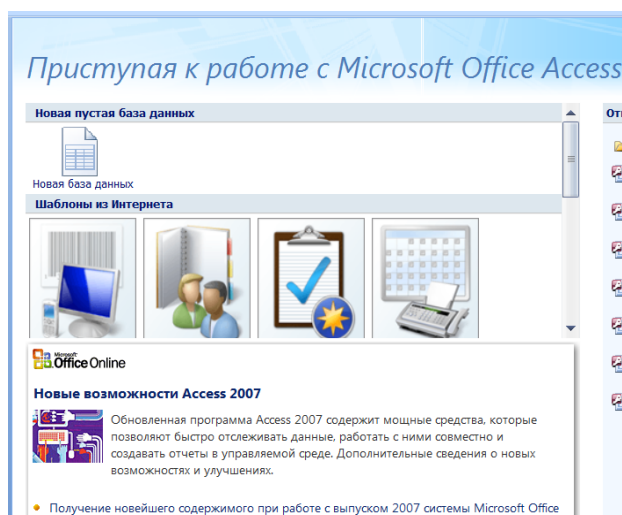 Приступая к работе с Microsoft Office Access
Новая пустая база данных
Новая база данных
Шаблоны из Интернета
Microsoft
Office Online
Новые возможности Access 2007
Обновленная программа Access 2007 содержит мощные средства, которые
позволяют быстро отслеживать данные, работать с ними совместно и
создавать отчеты в управляемой среде. Дополнительные сведения о новых
возможностях и улучшениях.
Получение новейшего содержимого при работе с выпуском 2007 системы Microsoft Office